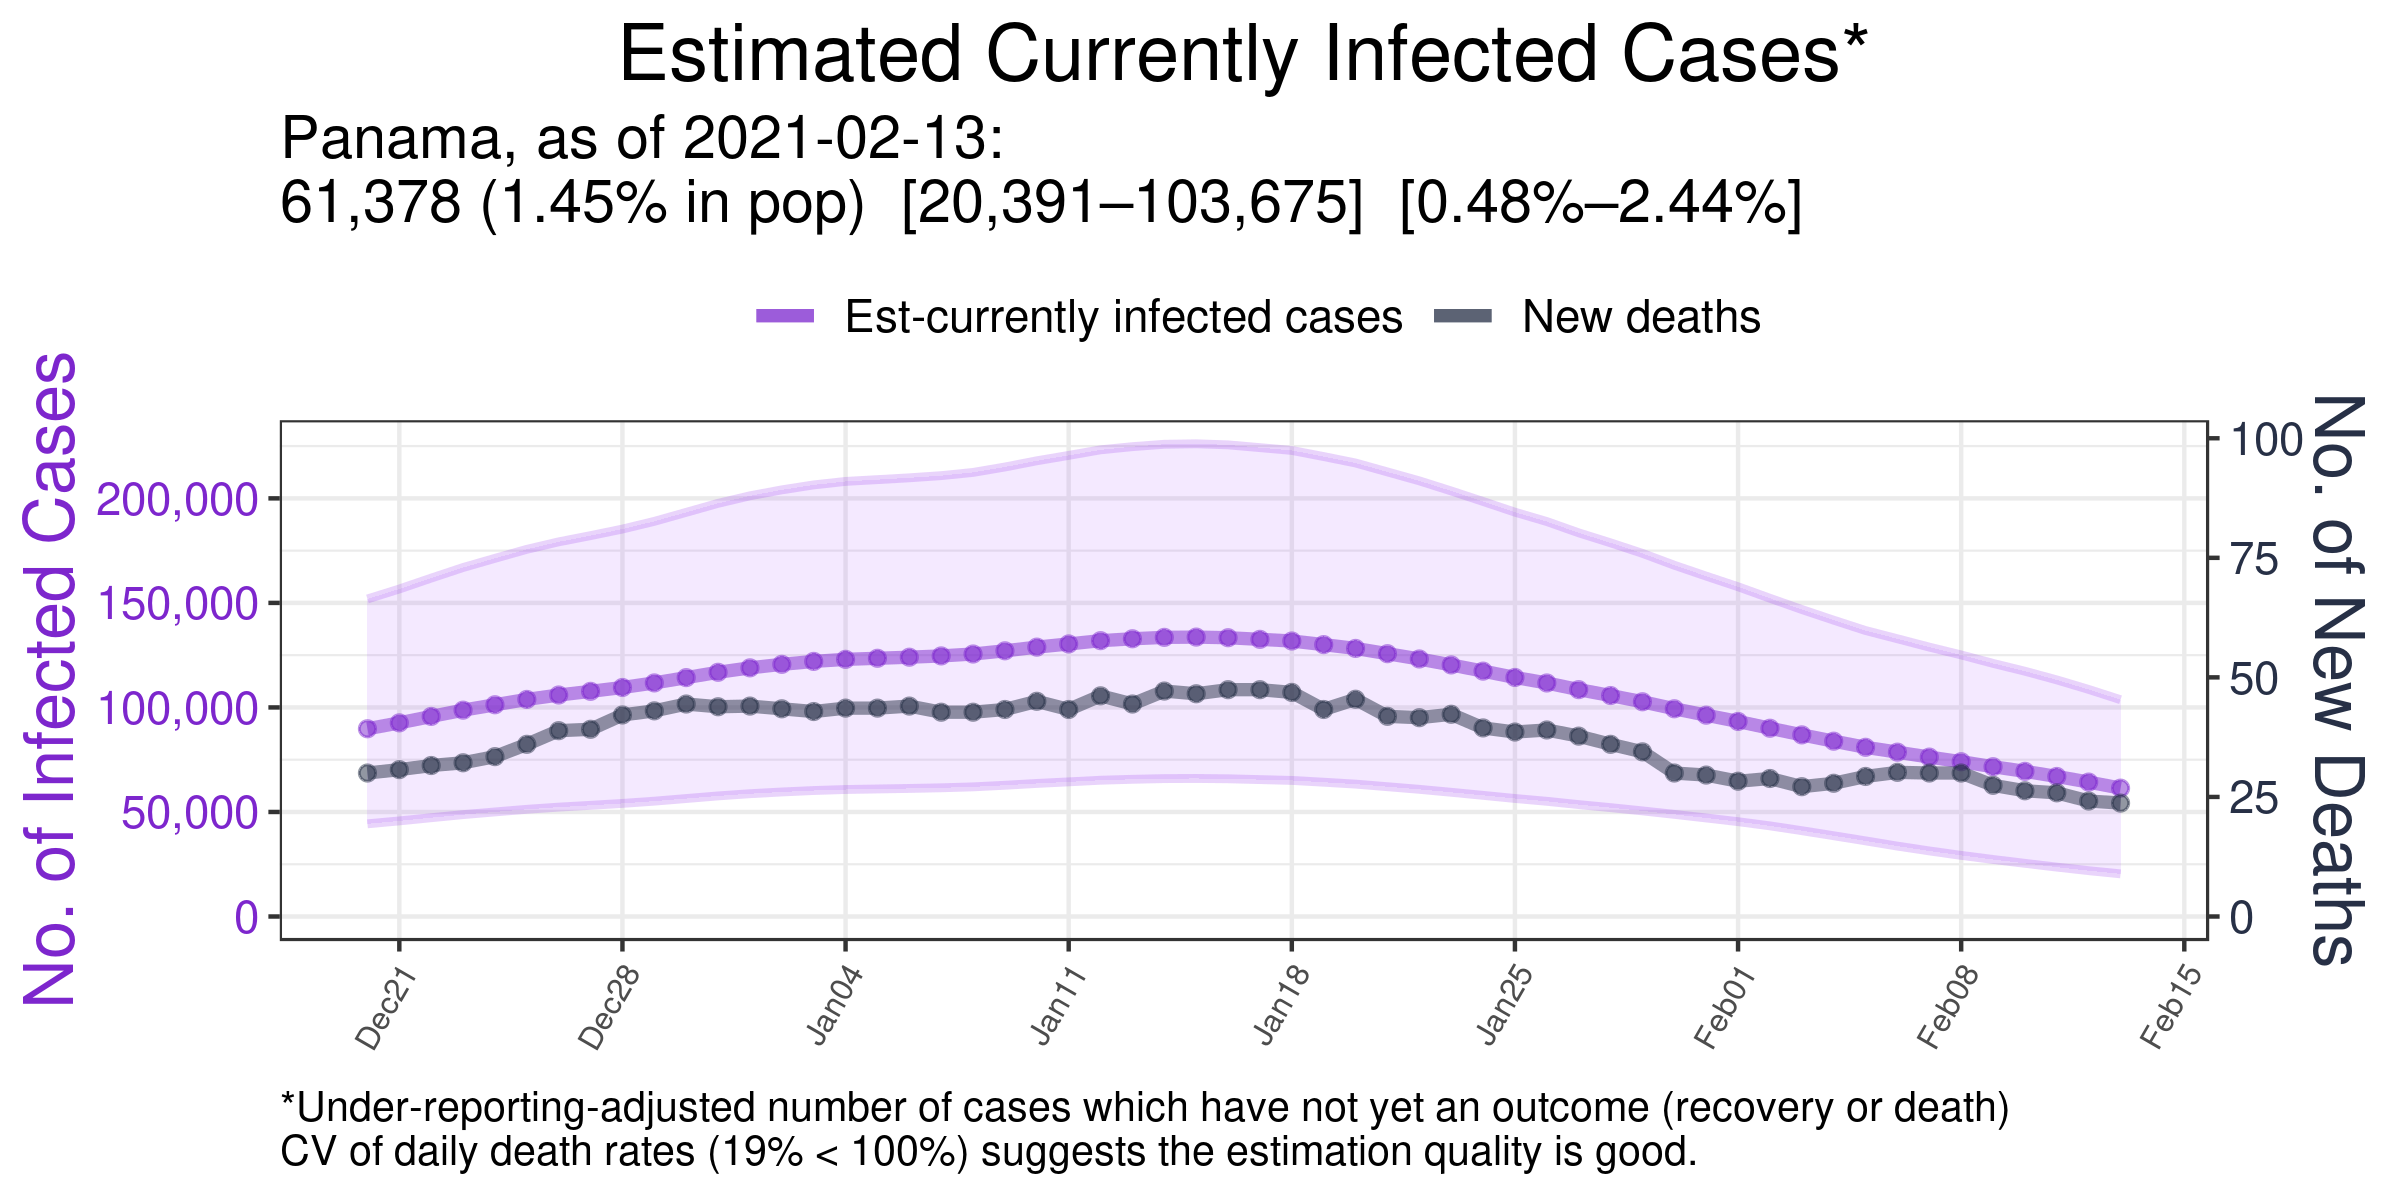 Estimated Currently Infected Cases*
Panama, as of 2021-02-13:
61,378 (1.45% in pop)  [20,391–103,675]  [0.48%–2.44%]
Est-currently infected cases
New deaths
No. of Infected Cases
200,000
150,000
100,000
50,000
0
100
75
50
25
0
No. of New Deaths
Dec21
Dec28
Jan04
Jan11
Jan18
Jan25
Feb01
Feb08
Feb15
*Under-reporting-adjusted number of cases which have not yet an outcome (recovery or death)
CV of daily death rates (19% < 100%) suggests the estimation quality is good.